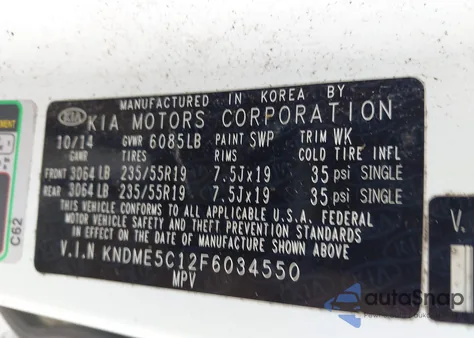 MANUFACTURED IN KOREA BY
KIA KIA MOTORS CORPORATION
10/14 GVWR 6085LB PAINT SWP TRIM WK
GAWR TIRES RIMS COLD TIRE INFL
FRONT 3064 LB 235/55R19 7.5Jx19 35 psi SINGLE
REAR 3064 LB 235/55R19 7.5Jx19 35 psi SINGLE
THIS VEHICLE CONFORMS TO ALL APPLICABLE U.S.A. FEDERAL
MOTOR VEHICLE SAFETY AND THEFT PREVENTION STANDARDS
IN EFFECT ON THE DATE OF MANUFACTURE SHOWN ABOVE.
V.I.N KNDME5C12F6034550
MPV
C62
V.
autoSnap